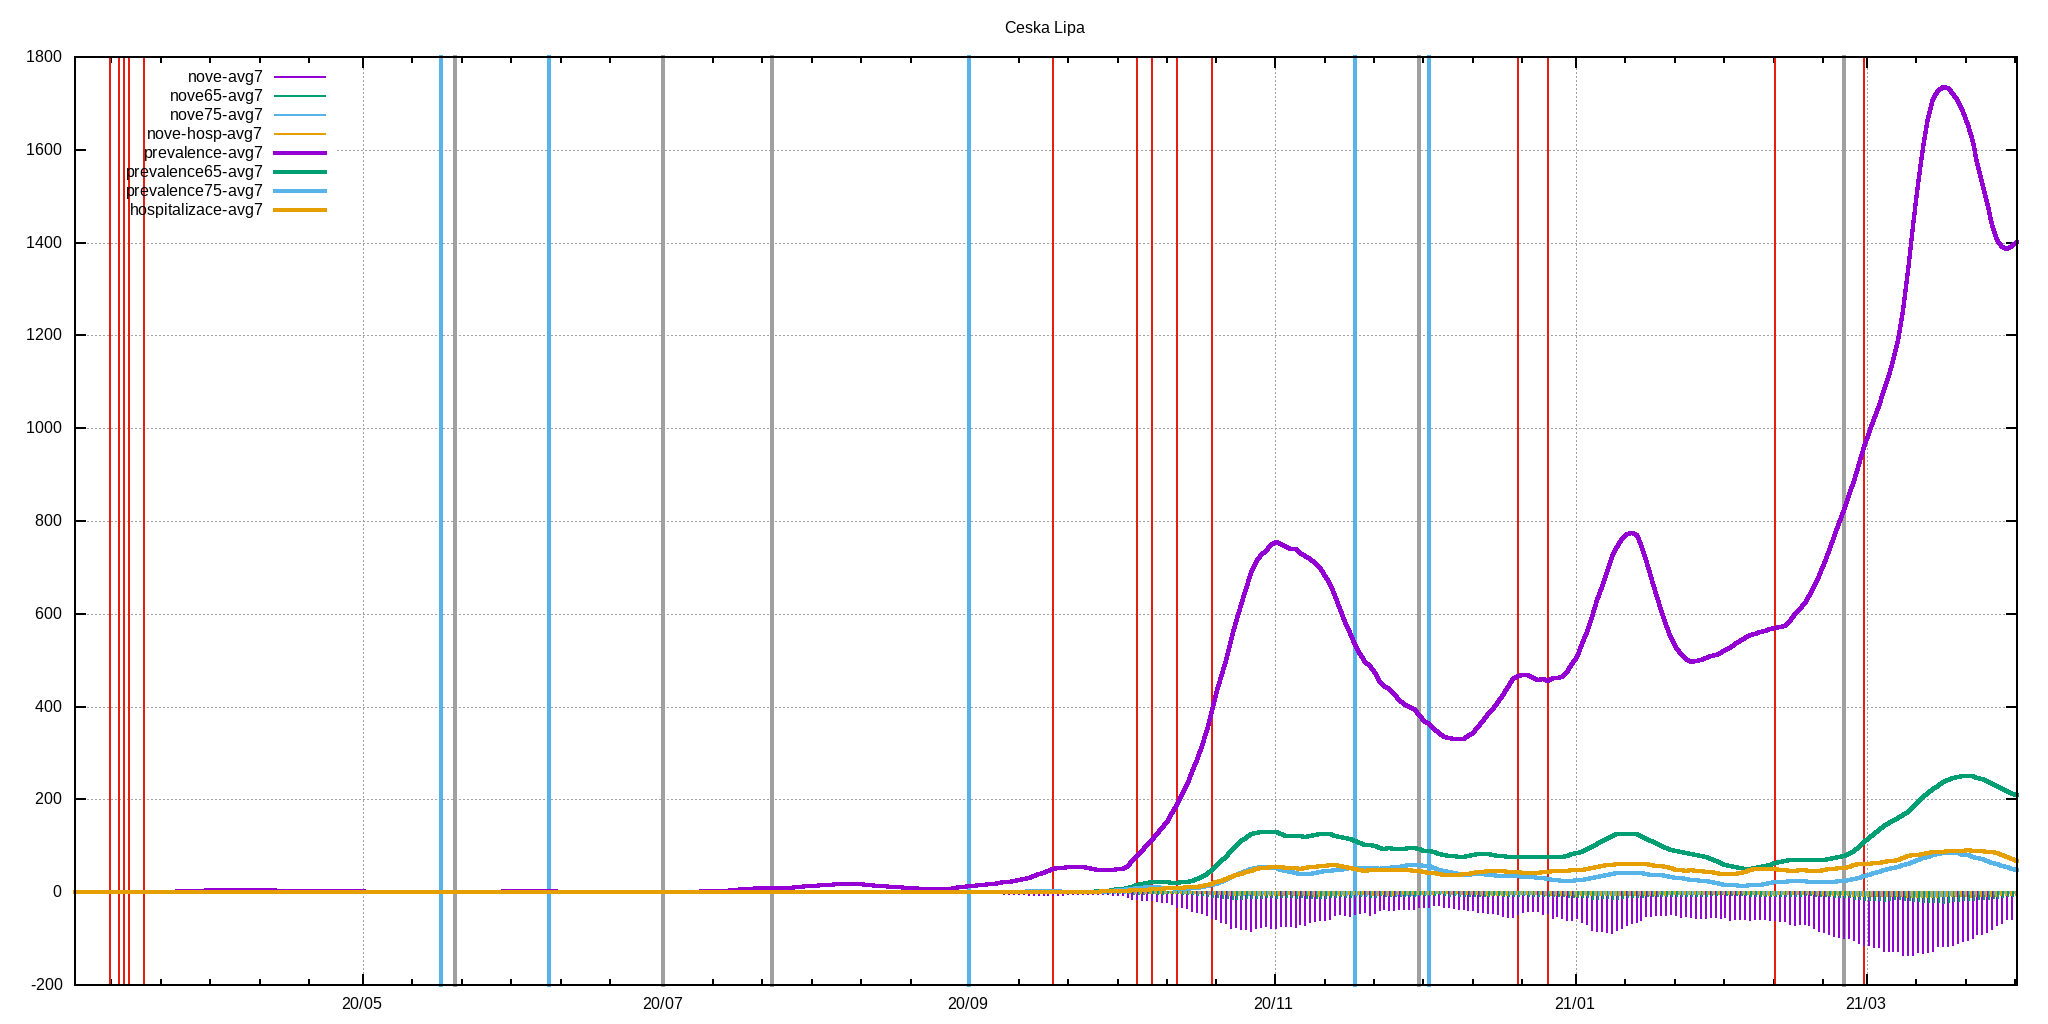 Ceska Lipa
1800
1600
1400
1200
1000
800
600
400
200
0
-200
nove-avg7
nove65-avg7
nove75-avg7
nove-hosp-avg7
prevalence-avg7
prevalence65-avg7
prevalence75-avg7
hospitalizace-avg7
20/05 20/07 20/09 20/11 21/01 21/03